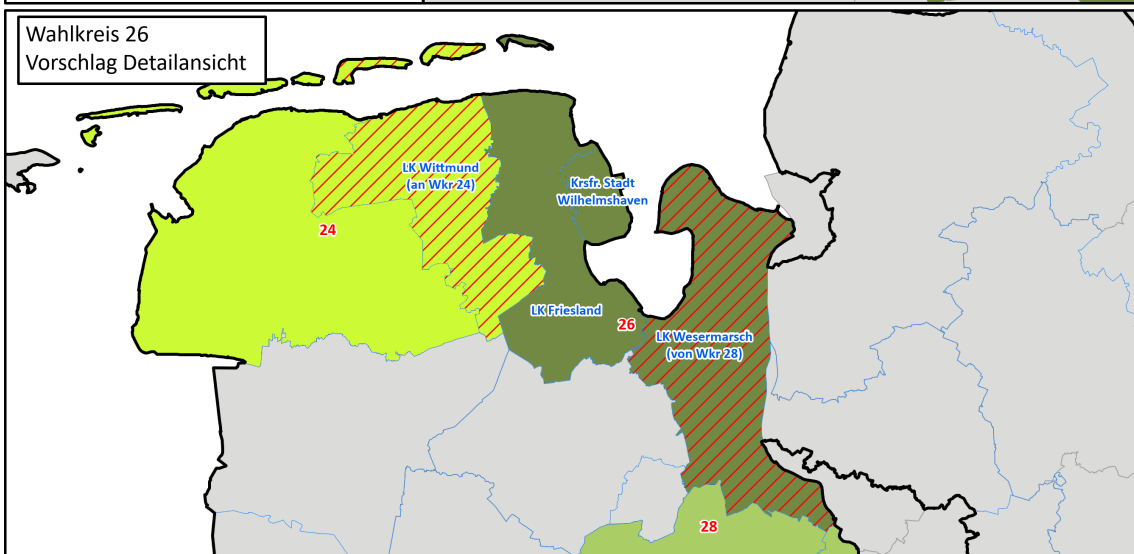 Wahlkreis 26
Vorschlag Detailansicht
LK Wittmund
(an Wkr 24)
Krsfr. Stadt
Wilhelmshaven
24
LK Friesland
26
LK Wesermarsch
(von Wkr 28)
28